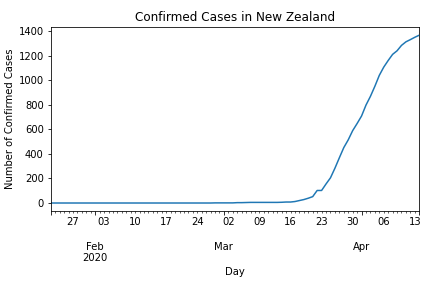 Confirmed Cases in New Zealand
1400
1200
1000
800
600
400
200
0
Number of Confirmed Cases
27 03 10 17 24 02 09 16 23 30 06 13
Feb Mar Apr
2020
Day